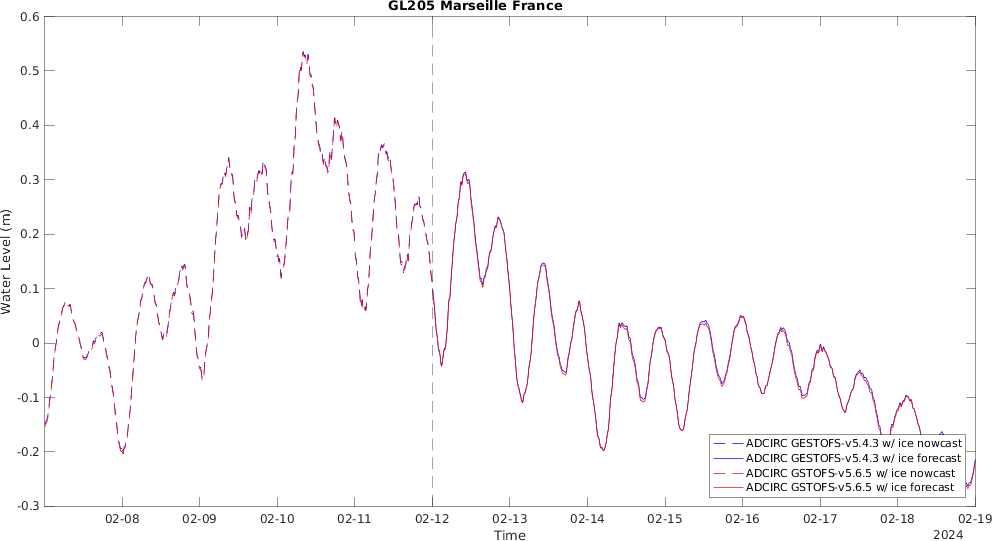 GL205 Marseille France
0.6
0.5
0.4
0.3
0.2
0.1
0
-0.1
-0.2
-0.3
Water Level (m)
ADCIRC GESTOFS-v5.4.3 w/ ice nowcast
ADCIRC GESTOFS-v5.4.3 w/ ice forecast
ADCIRC GSTOFS-v5.6.5 w/ ice nowcast
ADCIRC GSTOFS-v5.6.5 w/ ice forecast
02-08 02-09 02-10 02-11 02-12 02-13 02-14 02-15 02-16 02-17 02-18 02-19
Time
2024